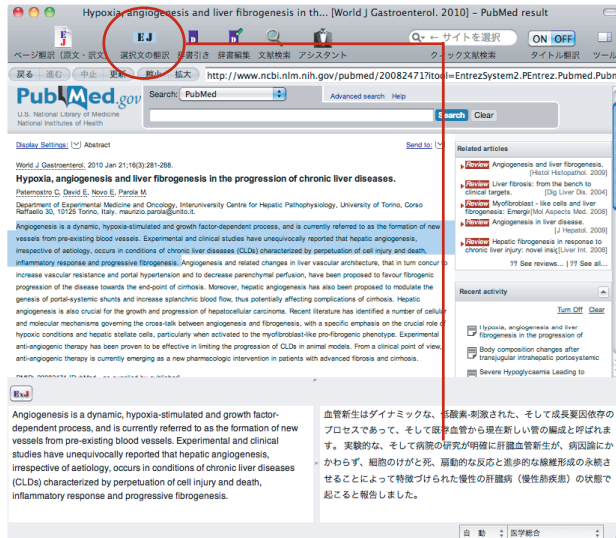 Hypoxia, angiogenesis and liver fibrogenesis in th... [World J Gastroenterol. 2010] – PubMed result
E J
← サイトを選択
ON OFF
ページ翻訳 (原文・訳文)
選択文の翻訳
辞書引き
辞書編集
文献検索
アシスタント
クイック文献検索
タイトル翻訳
ツール
戻る
進む
中止
更新
縮小
拡大
http://www.ncbi.nlm.nih.gov/pubmed/20082471?itool=EntrezSystem2.PEntrez.Pubmed.Pubm
PubMed.gov
U.S. National Library of Medicine
National Institutes of Health
Search: PubMed
Advanced search Help
Search Clear
Display Settings: Abstract
Send to:
World J Gastroenterol. 2010 Jan 21;16(3):281-288.
Hypoxia, angiogenesis and liver fibrogenesis in the progression of chronic liver diseases.
Paternostro C, David E, Novo E, Parola M.
Department of Experimental Medicine and Oncology, Interuniversity Centre for Hepatic Pathophysiology, University of Torino, Corso
Raffaello 30, 10125 Torino, Italy. maurizio.parola@unito.it.
Angiogenesis is a dynamic, hypoxia-stimulated and growth factor-dependent process, and is currently referred to as the formation of new
vessels from pre-existing blood vessels. Experimental and clinical studies have unequivocally reported that hepatic angiogenesis,
irrespective of aetiology, occurs in conditions of chronic liver diseases (CLDs) characterized by perpetuation of cell injury and death,
inflammatory response and progressive fibrogenesis. Angiogenesis and related changes in liver vascular architecture, that in turn concur to
increase vascular resistance and portal hypertension and to decrease parenchymal perfusion, have been proposed to favour fibrogenic
progression of the disease towards the end-point of cirrhosis. Moreover, hepatic angiogenesis has also been proposed to modulate the
genesis of portal-systemic shunts and increase splanchnic blood flow, thus potentially affecting complications of cirrhosis. Hepatic
angiogenesis is also crucial for the growth and progression of hepatocellular carcinoma. Recent literature has identified a number of cellular
and molecular mechanisms governing the cross-talk between angiogenesis and fibrogenesis, with a specific emphasis on the crucial role of
hypoxic conditions and hepatic stellate cells, particularly when activated to the myofibroblast-like pro-fibrogenic phenotype. Experimental
anti-angiogenic therapy has been proven to be effective in limiting the progression of CLDs in animal models. From a clinical point of view,
anti-angiogenic therapy is currently emerging as a new pharmacologic intervention in patients with advanced fibrosis and cirrhosis.
Related articles
Review Angiogenesis and liver fibrogenesis.
[Histol Histopathol. 2009]
Review Liver fibrosis: from the bench to
clinical targets. [Dig Liver Dis. 2004]
Review Myofibroblast - like cells and liver
fibrogenesis: Emergin[Mol Aspects Med. 2008]
Review Angiogenesis in liver disease.
[J Hepatol. 2009]
Review Hepatic fibrogenesis in response to
chronic liver injury: novel insig[Liver Int. 2008]
See reviews... | See all...
Recent activity
Turn Off Clear
Hypoxia, angiogenesis and liver
fibrogenesis in the progression of
Body composition changes after
transjugular intrahepatic portosystemic
Severe Hypoglycaemia Leading to
Angiogenesis is a dynamic, hypoxia-stimulated and growth factor-
dependent process, and is currently referred to as the formation of new
vessels from pre-existing blood vessels. Experimental and clinical
studies have unequivocally reported that hepatic angiogenesis,
irrespective of aetiology, occurs in conditions of chronic liver diseases
(CLDs) characterized by perpetuation of cell injury and death,
inflammatory response and progressive fibrogenesis.
血管新生はダイナミックな、低酸素-刺激された、そして成長要因依存の
プロセスであって、そして既存血管から現在新しい管の編成と呼ばれま
す。 実験的な、そして病院の研究が明確に肝臓血管新生が、病因論にか
かわらず、細胞のけがと死、扇動的な反応と進歩的な線維形成の永続さ
せることによって特徴づけられた慢性の肝臓病（慢性肺疾患）の状態で
起こると報告しました。
自 動
医学総合